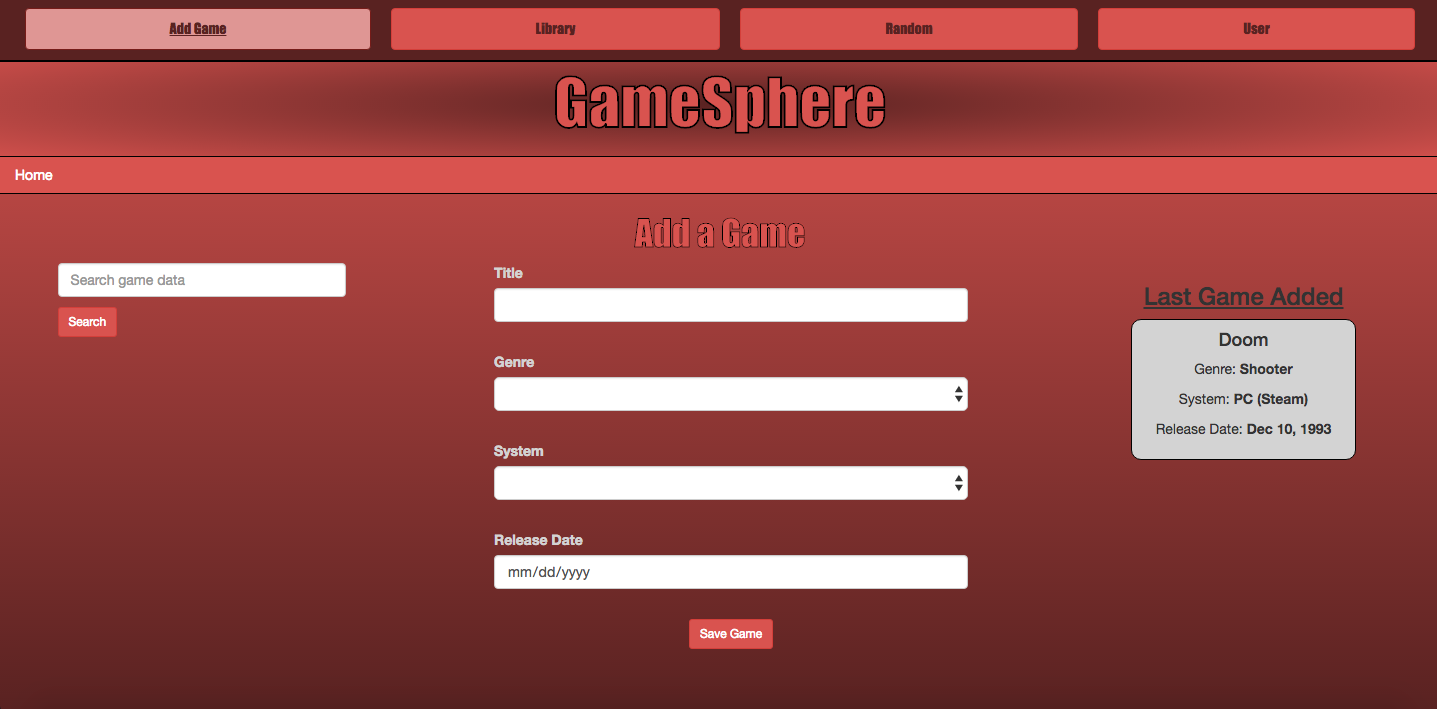 Add Game
Library
Random
User
GameSphere
Home
Add a Game
Search game data
Search
Title
Genre
System
Release Date
mm/dd/yyyy
Save Game
Last Game Added
Doom
Genre: Shooter
System: PC (Steam)
Release Date: Dec 10, 1993